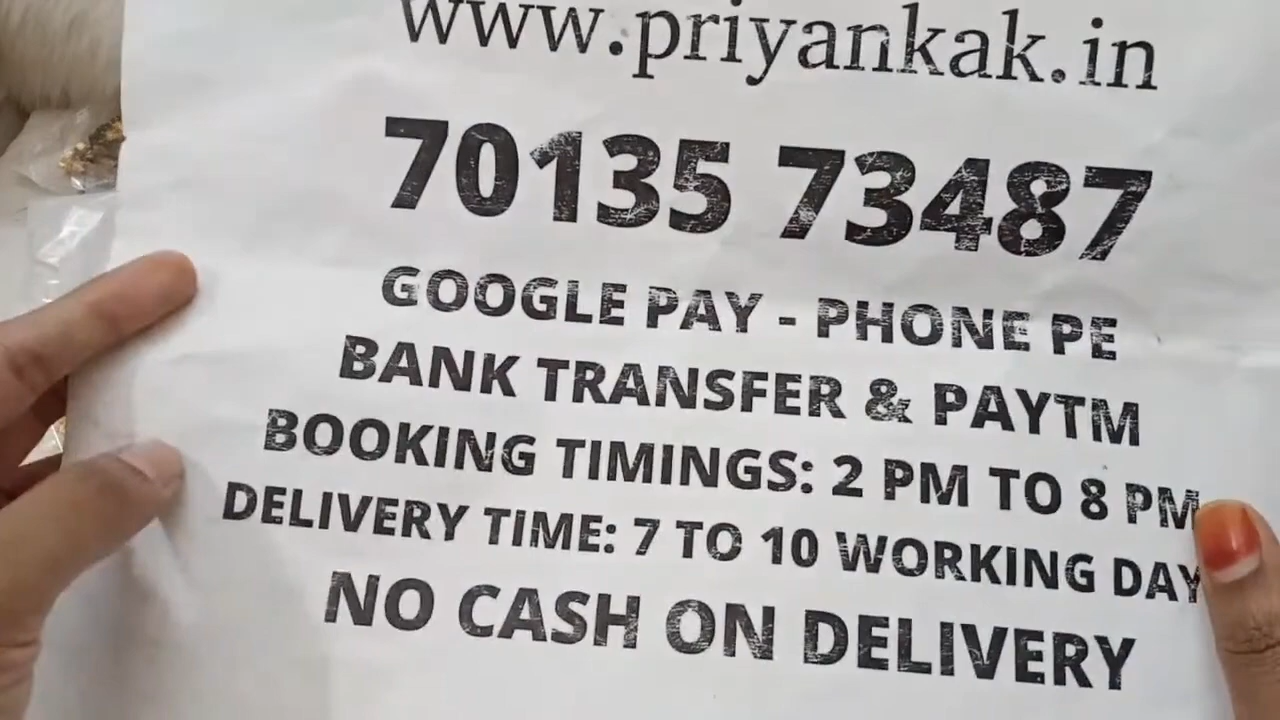 www.priyankak.in
70135 73487
GOOGLE PAY - PHONE PE
BANK TRANSFER & PAYTM
BOOKING TIMINGS: 2 PM TO 8 PM
DELIVERY TIME: 7 TO 10 WORKING DAY
NO CASH ON DELIVERY